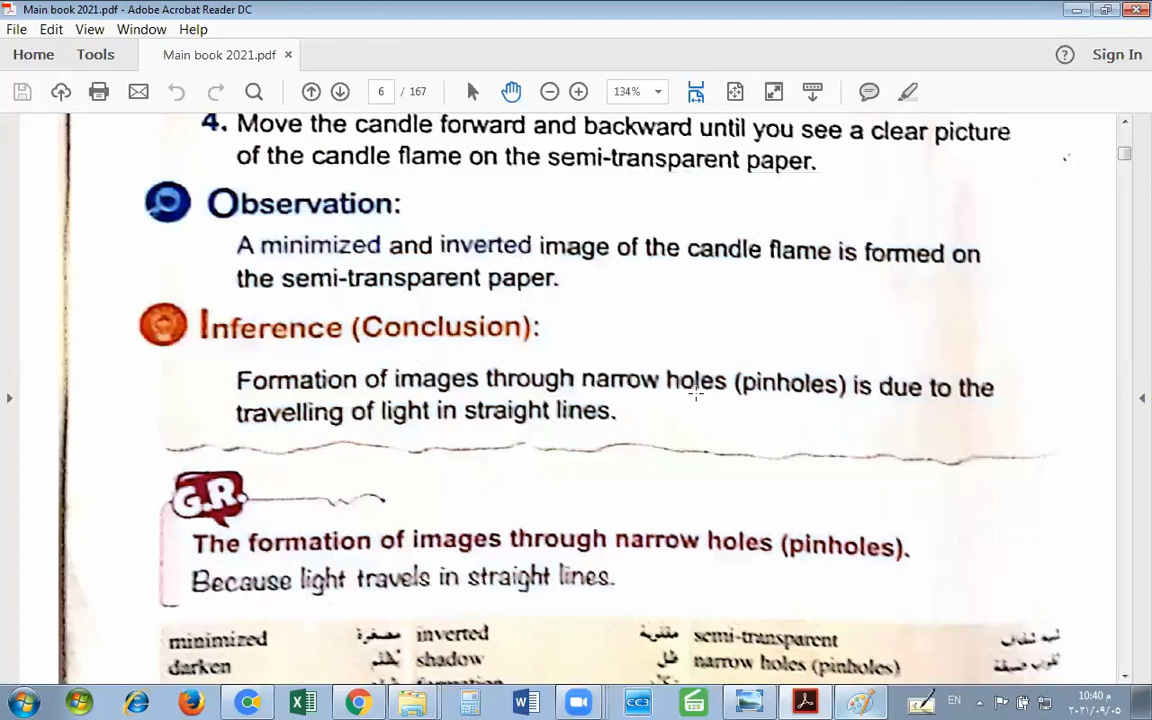 Main book 2021.pdf - Adobe Acrobat Reader DC
File Edit View Window Help
Home Tools Main book 2021.pdf × Sign In
6 / 167 134%
4. Move the candle forward and backward until you see a clear picture
of the candle flame on the semi-transparent paper.
Observation:
A minimized and inverted image of the candle flame is formed on
the semi-transparent paper.
Inference (Conclusion):
Formation of images through narrow holes (pinholes) is due to the
travelling of light in straight lines.
G.R.
The formation of images through narrow holes (pinholes).
Because light travels in straight lines.
minimized مصغرة inverted semi-transparent شبه شفاف
darken shadow ظل narrow holes (pinholes) ثقوب ضيقة
CC3 123 EN 10:40 م
٢٠٢١/٠٩/٠٥